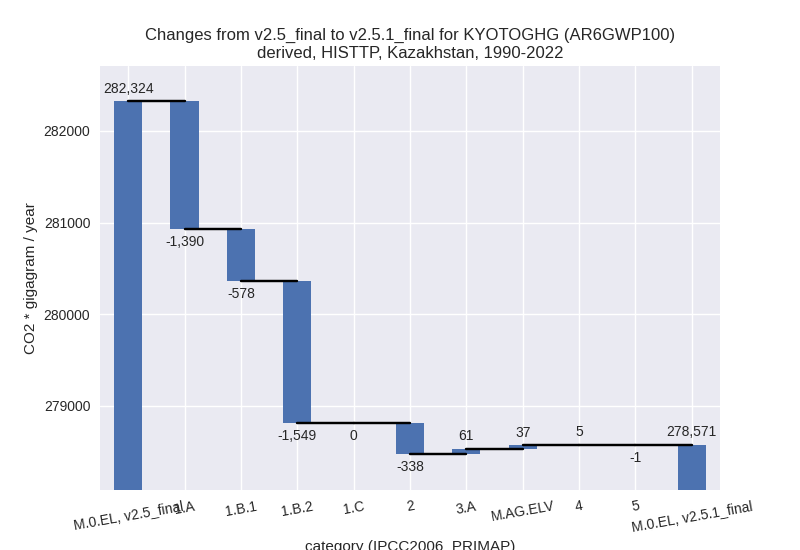 Changes from v2.5_final to v2.5.1_final for KYOTOGHG (AR6GWP100)
derived, HISTTP, Kazakhstan, 1990-2022
CO2 * gigagram / year
282000
281000
280000
279000
282,324
-1,390
-578
-1,549
0
-338
61
37
5
-1
278,571
M.0.EL, v2.5_final
1.A
1.B.1
1.B.2
1.C
2
3.A
M.AG.ELV
4
5
M.0.EL, v2.5.1_final
category (IPCC2006_PRIMAP)